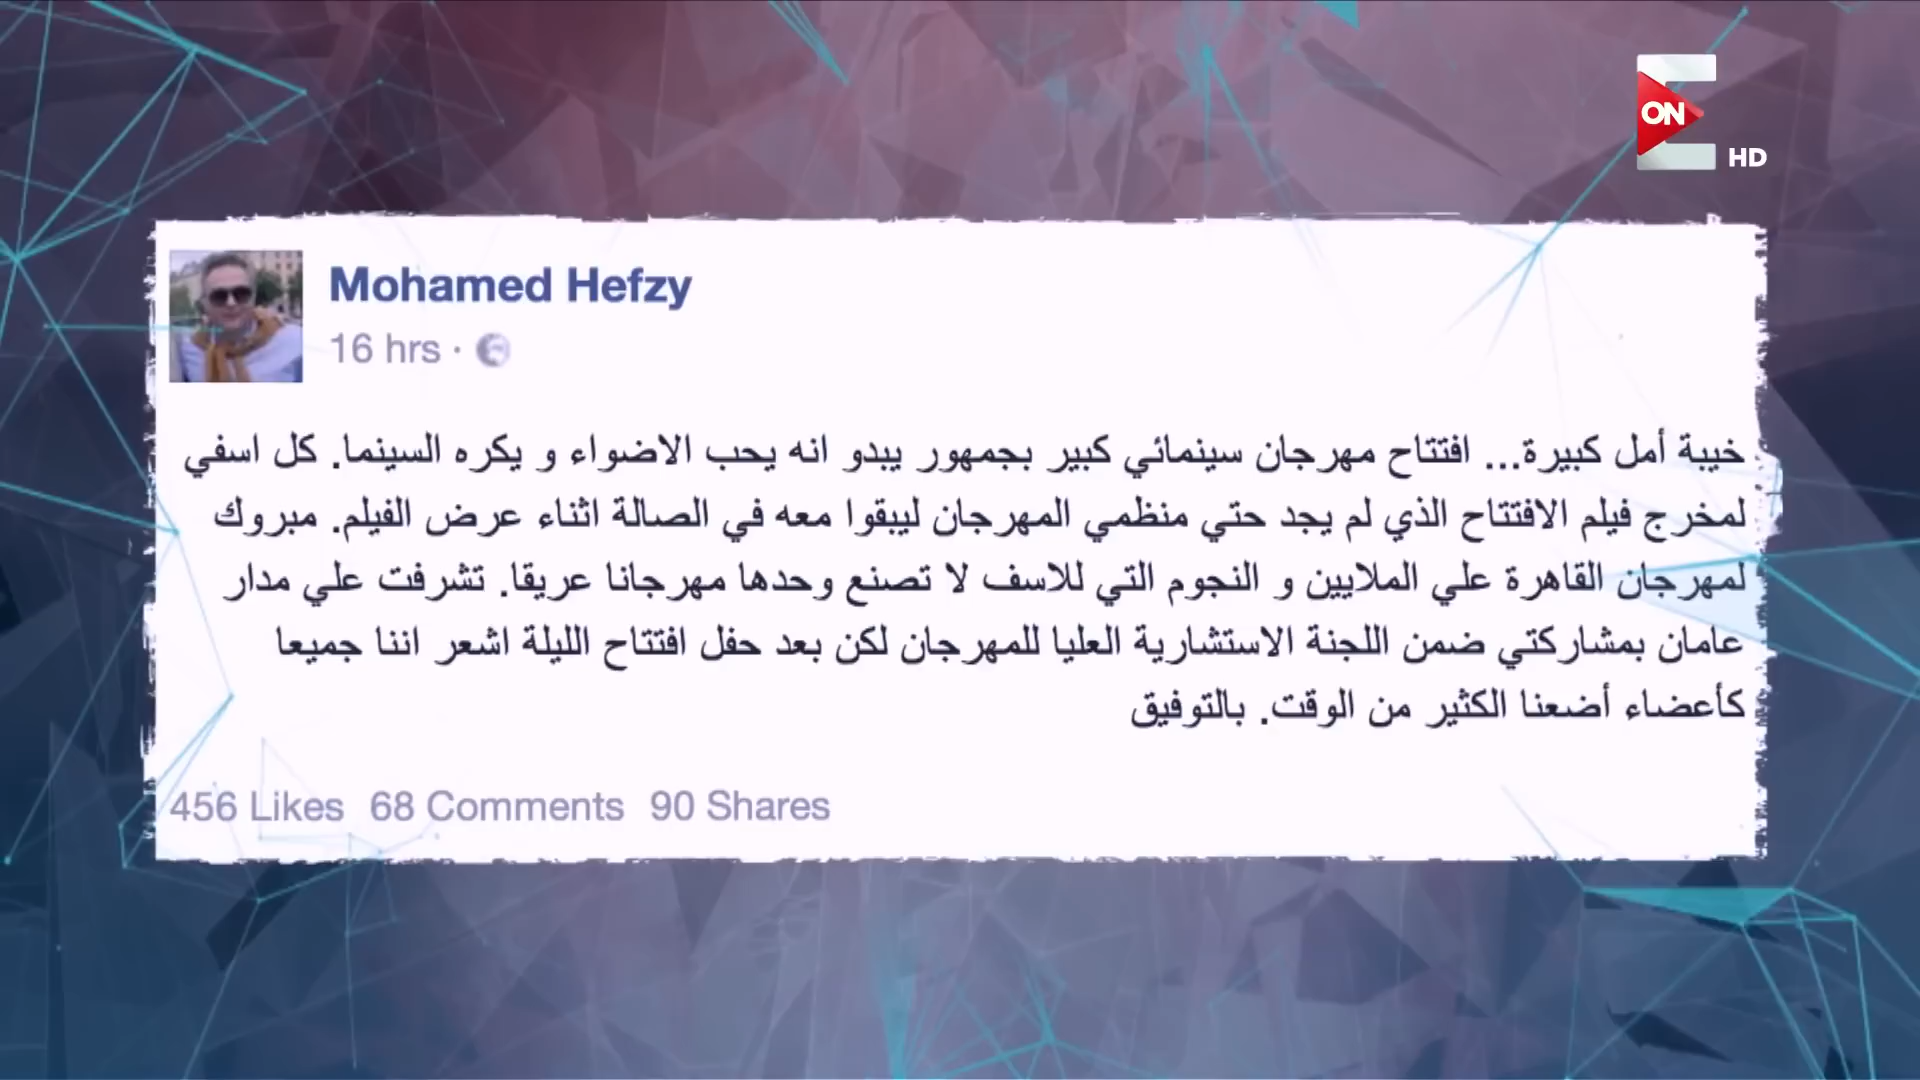 ON
E
HD
Mohamed Hefzy
16 hrs ·
خيبة أمل كبيرة... افتتاح مهرجان سينمائي كبير بجمهور يبدو انه يحب الاضواء و يكره السينما. كل اسفي
لمخرج فيلم الافتتاح الذي لم يجد حتي منظمي المهرجان ليبقوا معه في الصالة اثناء عرض الفيلم. مبروك
لمهرجان القاهرة علي الملايين و النجوم التي للاسف لا تصنع وحدها مهرجانا عريقا. تشرفت علي مدار
عامان بمشاركتي ضمن اللجنة الاستشارية العليا للمهرجان لكن بعد حفل افتتاح الليلة اشعر اننا جميعا
كأعضاء أضعنا الكثير من الوقت. بالتوفيق
456 Likes 68 Comments 90 Shares